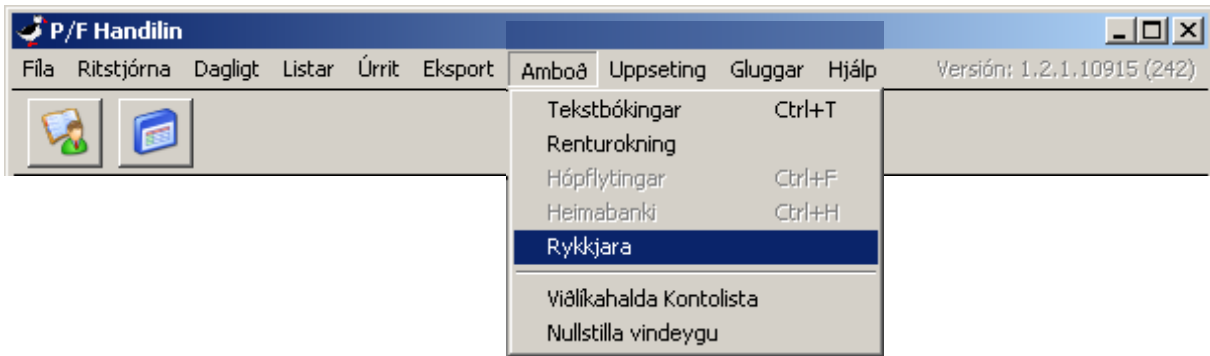 P/F Handilin
Fíla Ritstjórna Dagligt Listar Úrrit Eksport Amboð Uppseting Gluggar Hjálp Versión: 1.2.1.10915 (242)
Tekstbókingar Ctrl+T
Renturokning
Hópflytingar Ctrl+F
Heimabanki Ctrl+H
Rykkjara
Viðlíkahalda Kontolista
Nullstilla vindeygu